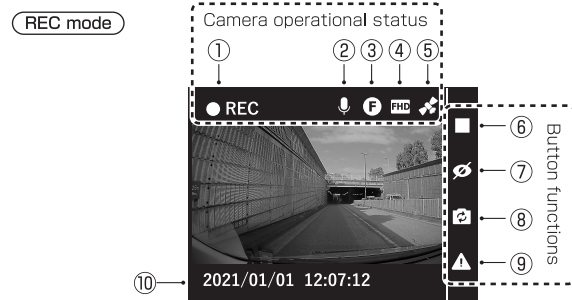 REC mode
Camera operational status
① ② ③ ④ ⑤
● REC F FHD
⑥
⑦
⑧
⑨
Button functions
⑩ 2021/01/01 12:07:12